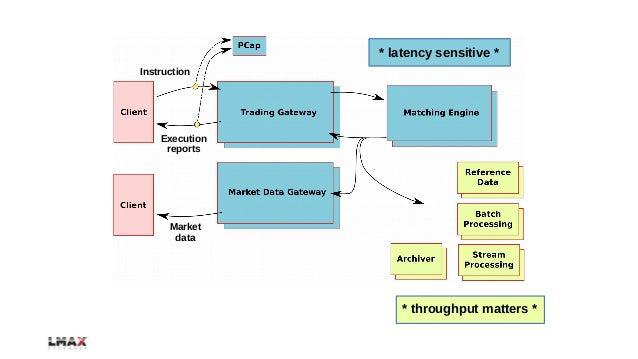 PCap
* latency sensitive *
Instruction
Client
Trading Gateway
Matching Engine
Execution
reports
Reference
Data
Client
Market Data Gateway
Batch
Processing
Market
data
Archiver
Stream
Processing
* throughput matters *
LMAX